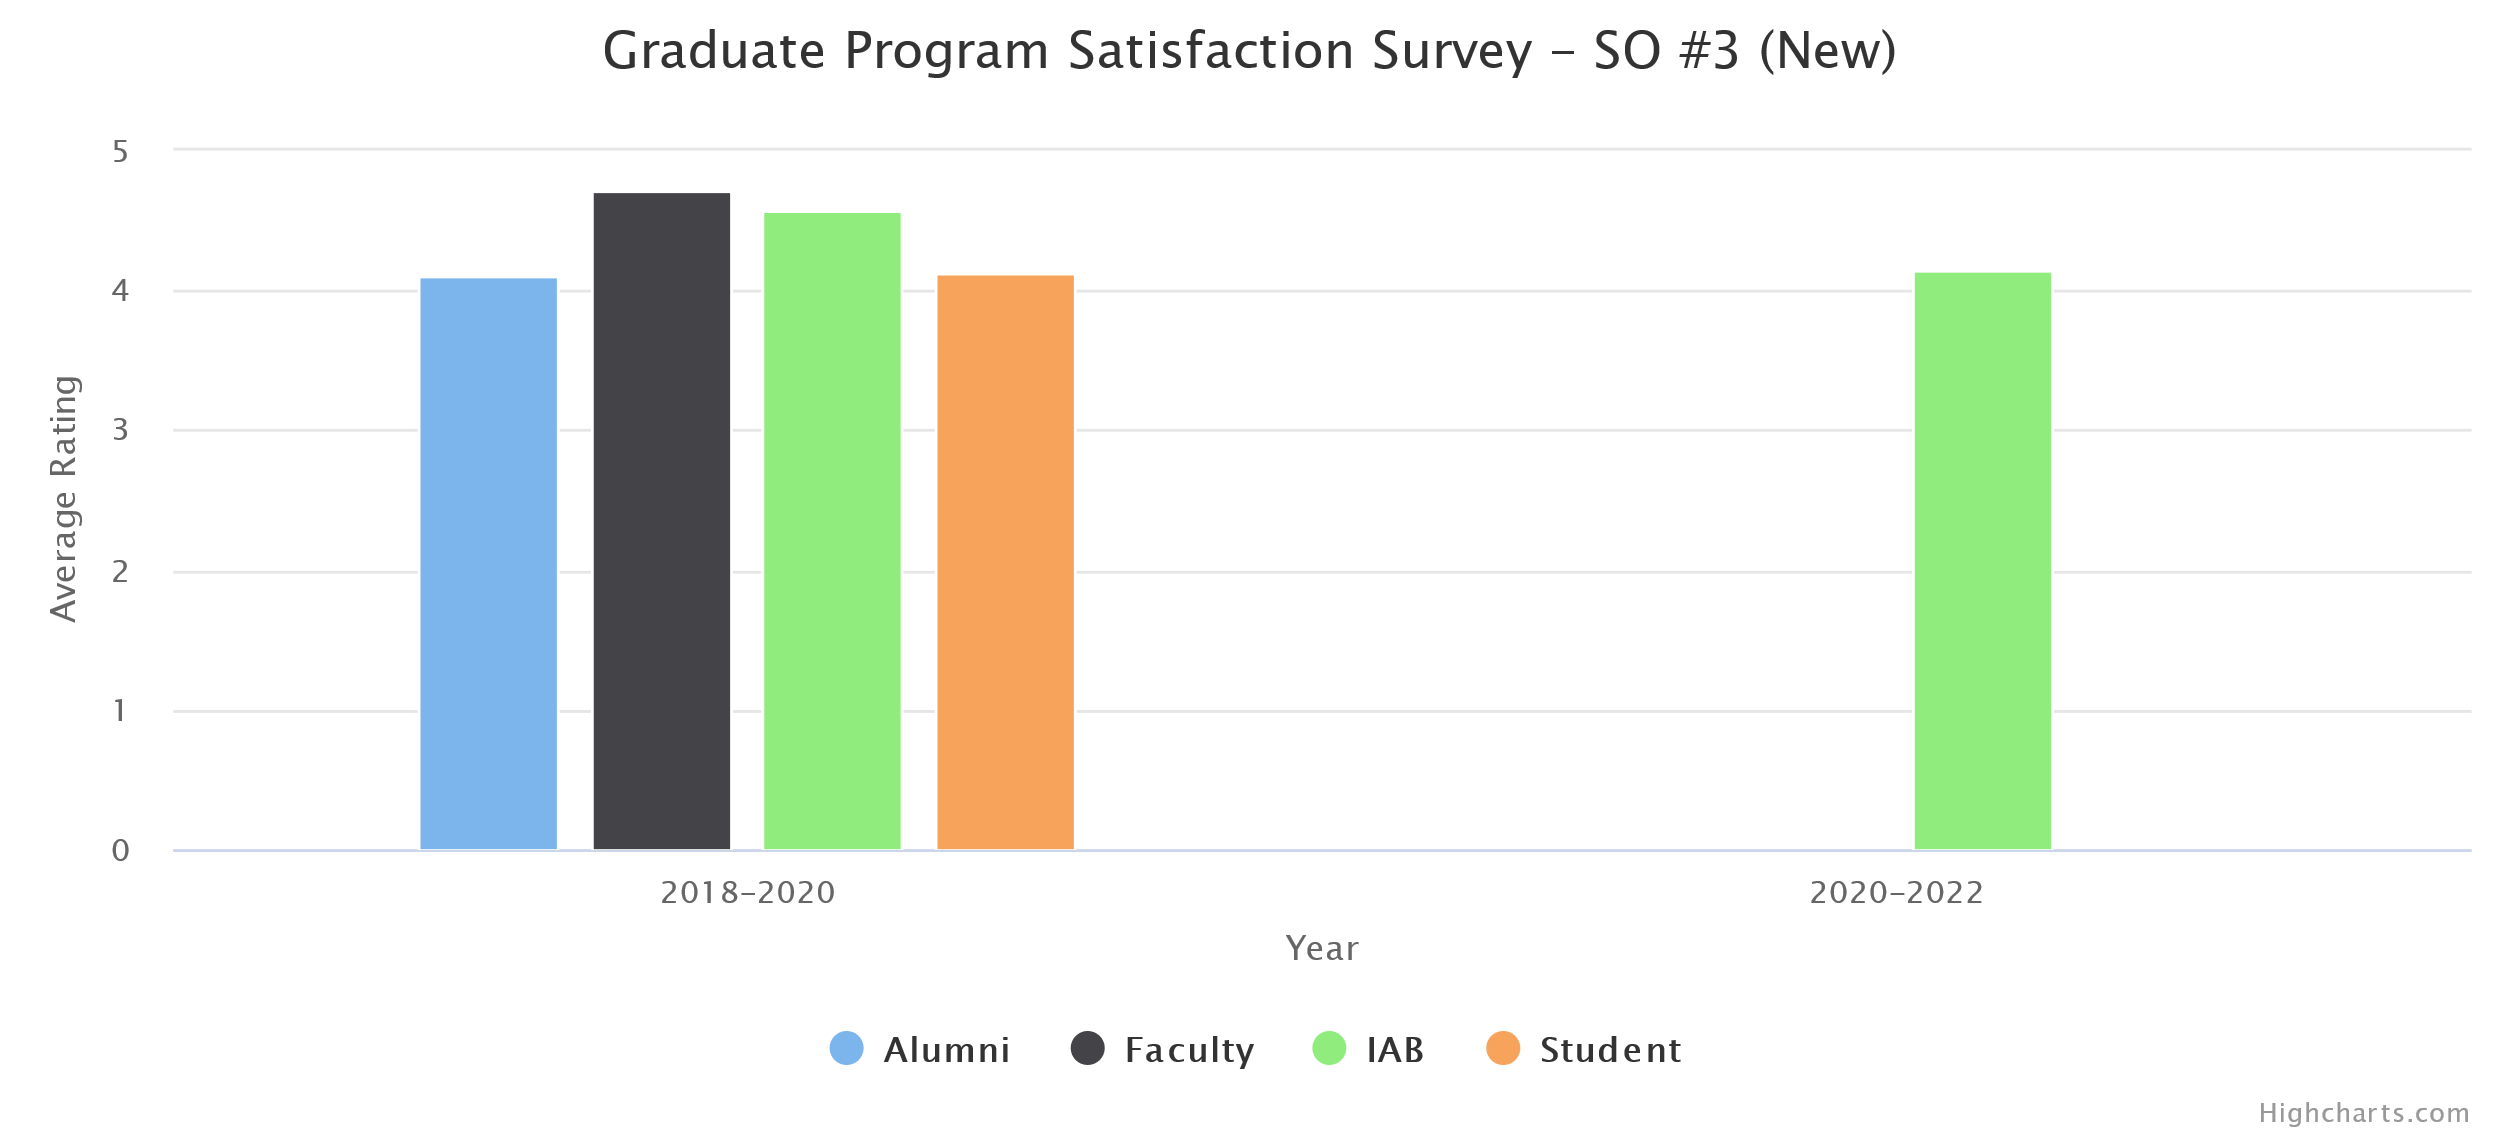 Graduate Program Satisfaction Survey – SO #3 (New)
5
4
3
2
1
0
Average Rating
2018–2020 2020–2022
Year
Alumni Faculty IAB Student
Highcharts.com